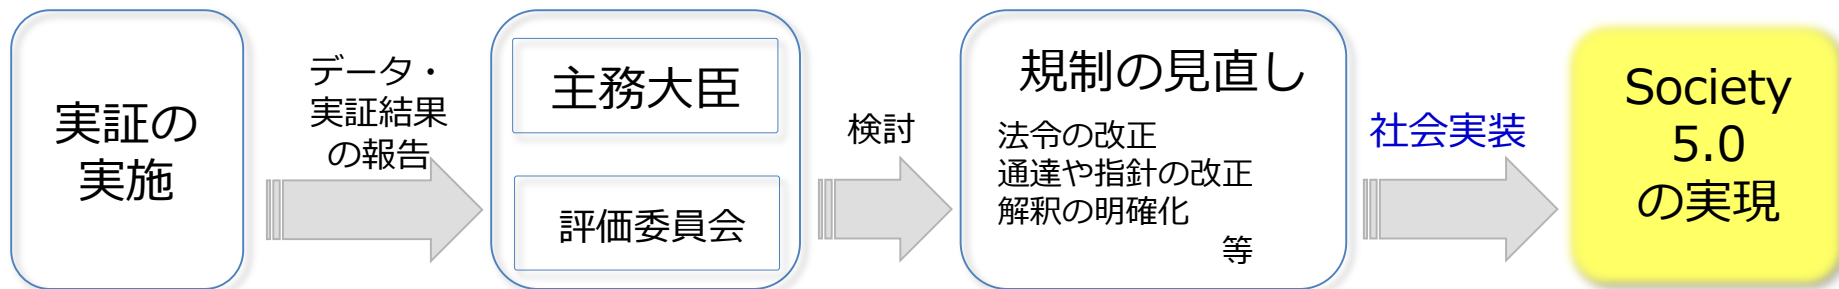 実証の
実施
データ・
実証結果
の報告
主務大臣
評価委員会
検討
規制の見直し
法令の改正
通達や指針の改正
解釈の明確化
等
社会実装
Society
5.0
の実現